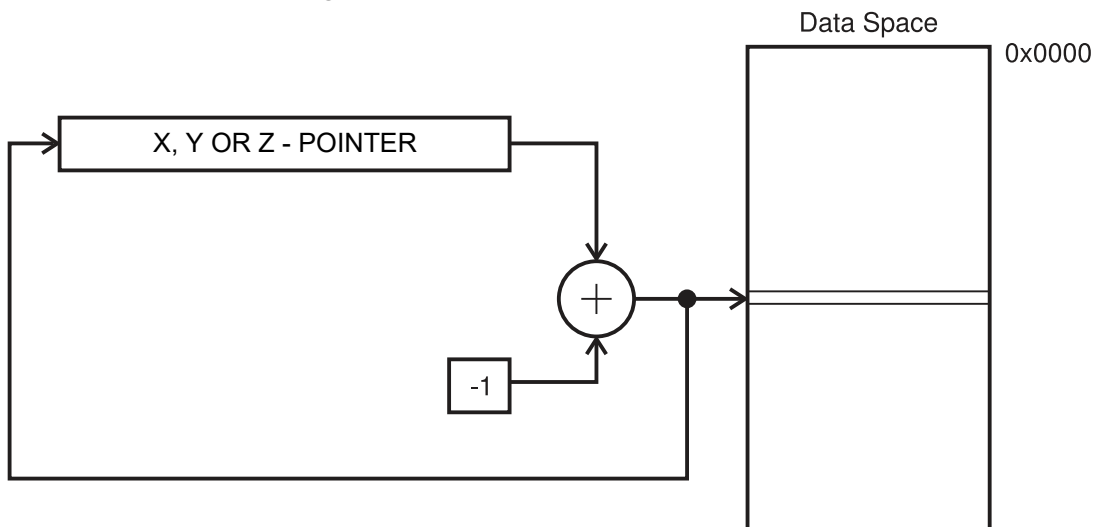 Data Space
0x0000
X, Y OR Z - POINTER
+
-1